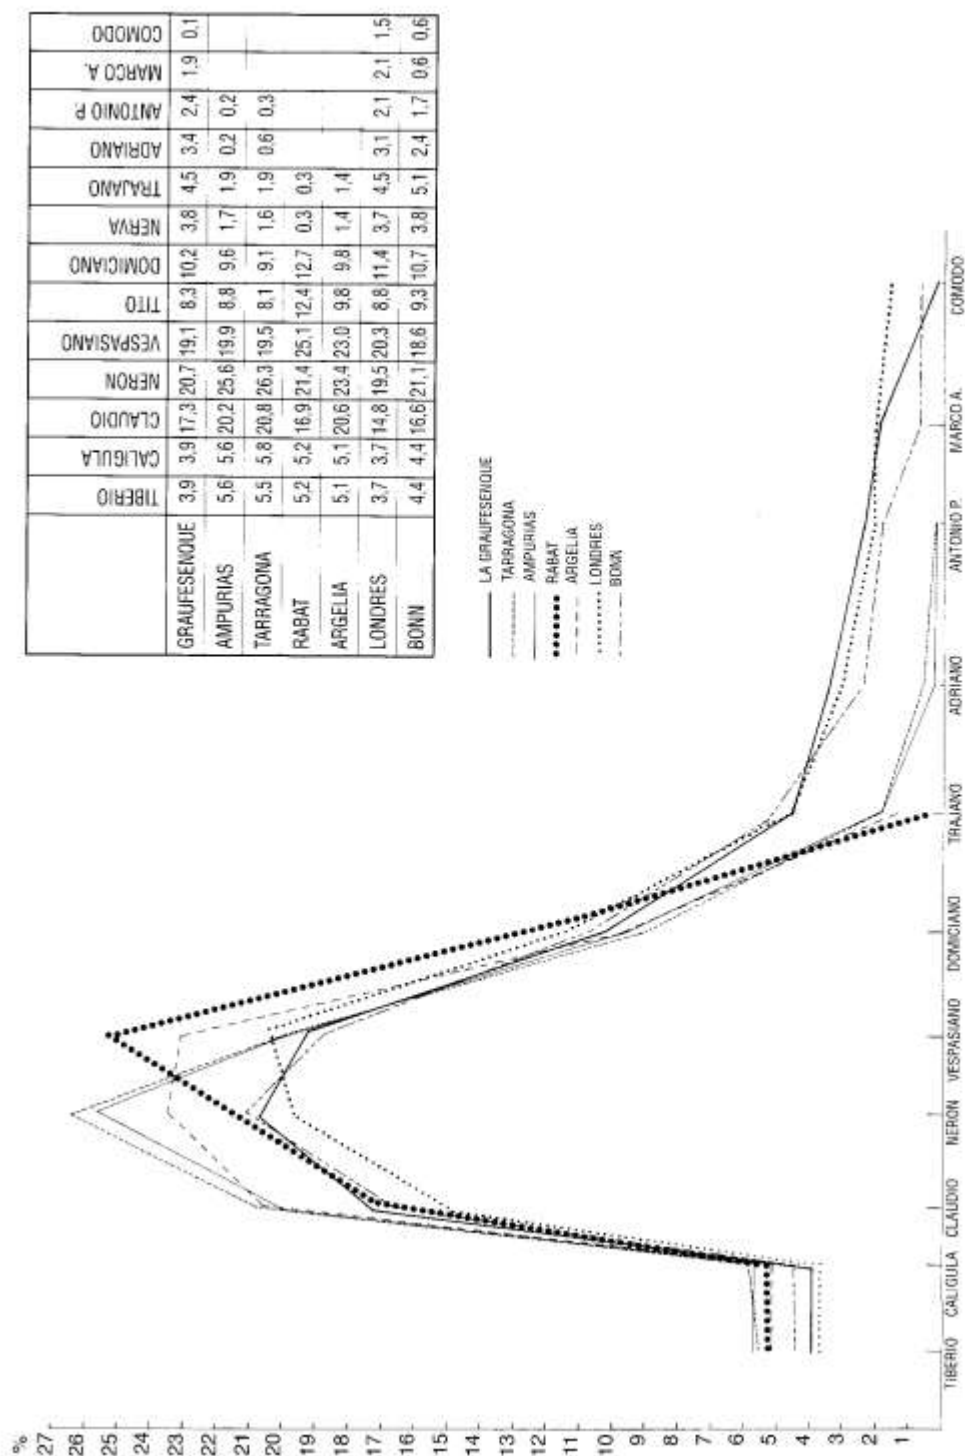 TIBERIO CALIGULA CLAUDIO NERON VESPASIANO TITO DOMICIANO NERVA TRAJANO ADRIANO ANTONIO P. MARCO A. COMODO
GRAUFESENQUE 3,9 3,9 17,3 20,7 19,1 8,3 10,2 3,8 4,5 3,4 2,4 1,9 0,1
AMPURIAS 5,6 5,6 20,2 25,6 19,9 8,8 9,6 1,7 1,9 0,2 0,2
TARRAGONA 5,5 5,8 20,8 26,3 19,5 8,1 9,1 1,6 1,9 0,6 0,3
RABAT 5,2 5,2 16,9 21,4 25,1 12,4 12,7 0,3 0,3
ARGELIA 5,1 5,1 20,6 23,4 23,0 9,8 9,8 1,4 1,4
LONDRES 3,7 3,7 14,8 19,5 20,3 8,8 11,4 3,7 4,5 3,1 2,1 2,1 1,5
BONN 4,4 4,4 16,6 21,1 18,6 9,3 10,7 3,8 5,1 2,4 1,7 0,6 0,6
LA GRAUFESENQUE
TARRAGONA
AMPURIAS
RABAT
ARGELIA
LONDRES
BONN
%
27
26
25
24
23
22
21
20
19
18
17
16
15
14
13
12
11
10
9
8
7
6
5
4
3
2
1
TIBERIO CALIGULA CLAUDIO NERON VESPASIANO DOMICIANO TRAJANO ADRIANO ANTONIO P. MARCO A. COMODO